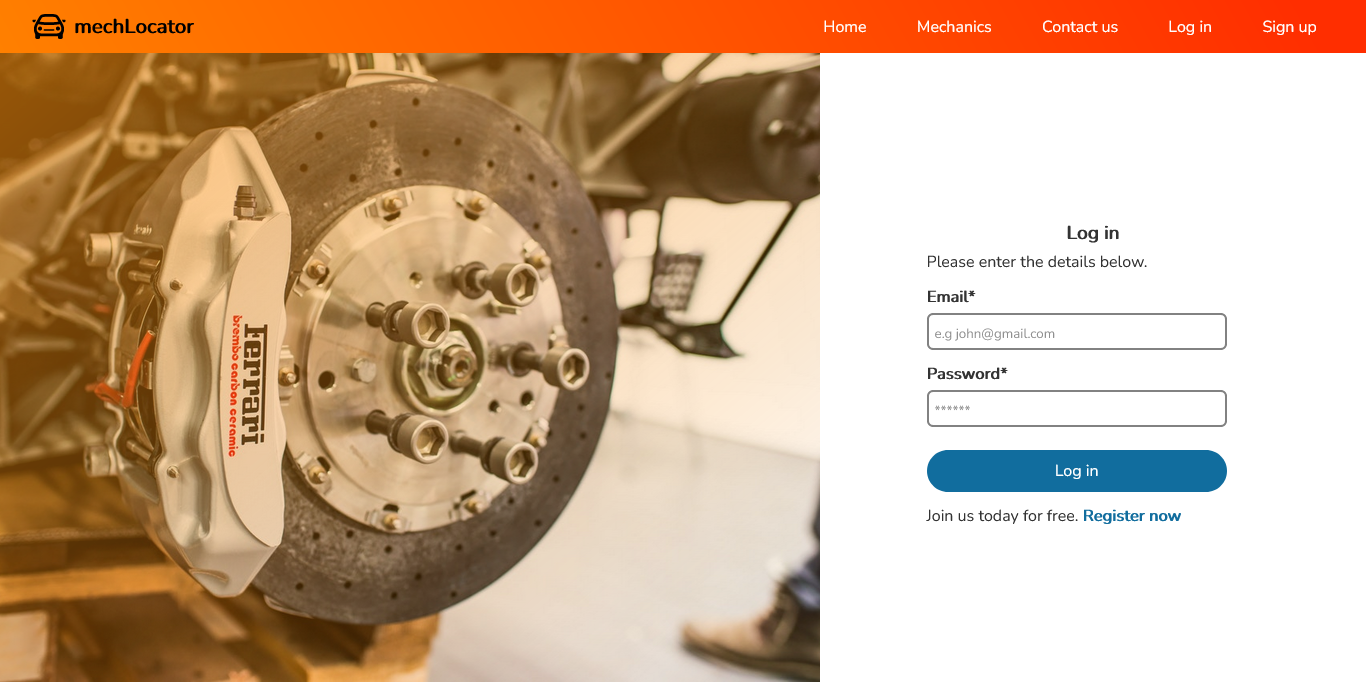 mechLocator
Home Mechanics Contact us Log in Sign up
Ferrari
brembo carbon ceramic
Log in
Please enter the details below.
Email*
e.g john@gmail.com
Password*
******
Log in
Join us today for free. Register now